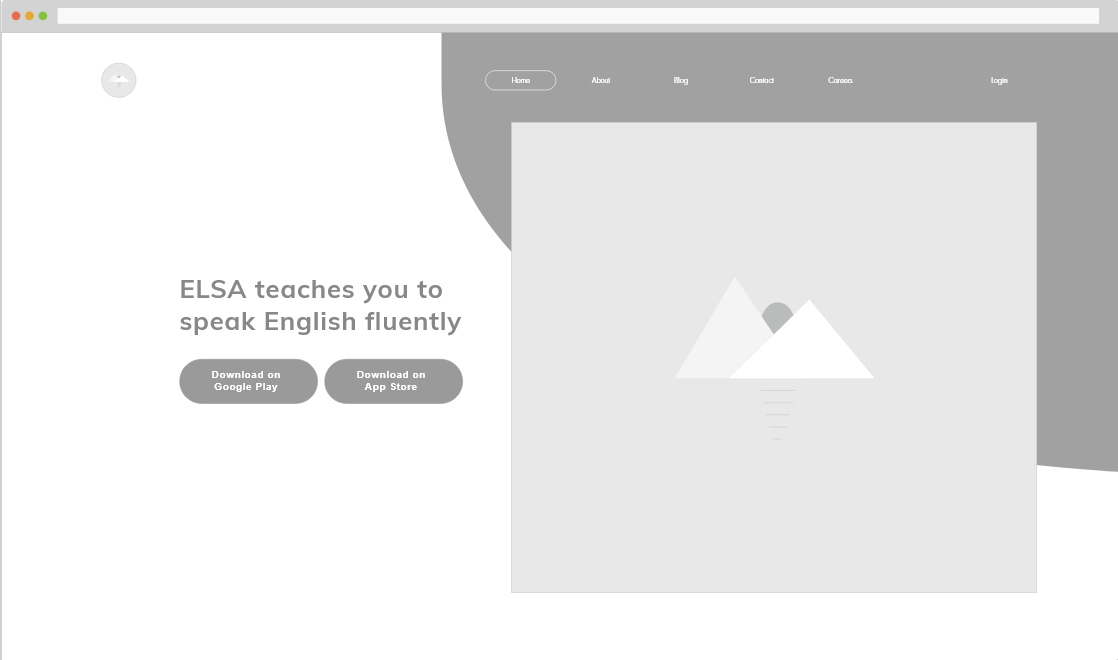 Home
About
Blog
Contact
Careers
Login
ELSA teaches you to
speak English fluently
Download on
Google Play
Download on
App Store